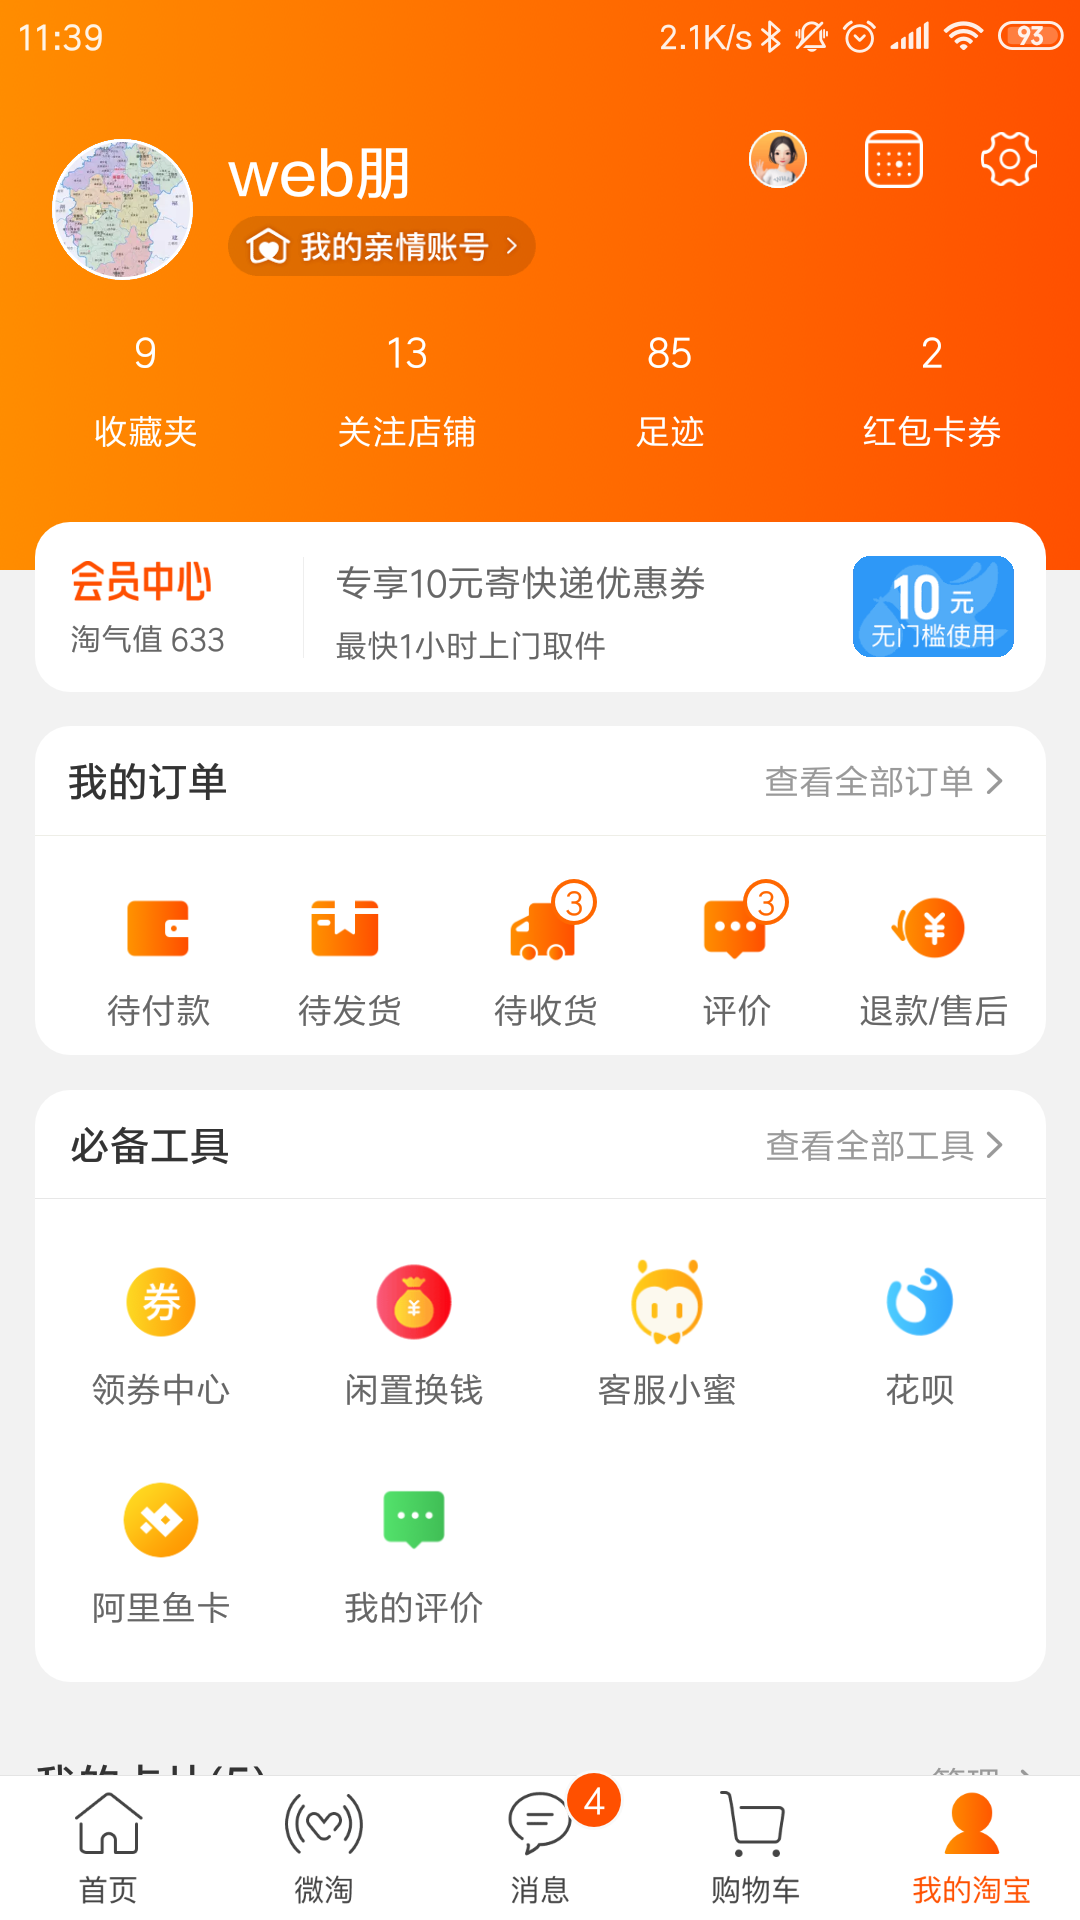 11:39
2.1K/s
93
web朋
我的亲情账号
9
13
85
2
收藏夹
关注店铺
足迹
红包卡券
会员中心
淘气值 633
专享10元寄快递优惠券
最快1小时上门取件
10元
无门槛使用
我的订单
查看全部订单
3
3
待付款
待发货
待收货
评价
退款/售后
必备工具
查看全部工具
券
领券中心
闲置换钱
客服小蜜
花呗
阿里鱼卡
我的评价
我的卡片(5)
管理
4
首页
微淘
消息
购物车
我的淘宝